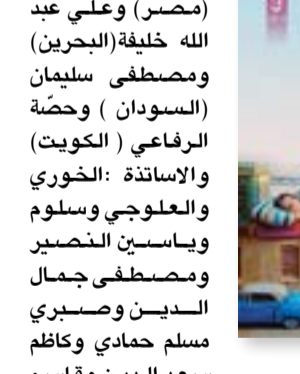 (مصر) وعلي عبد
الله خليفة(البحرين)
ومصطفى سليمان
(السودان ) وحصّة
الرفاعي ( الكويت)
والاساتذة :الخوري
والعلوجي وسلوم
وياسين النصير
ومصطفى جمال
الدين وصبري
مسلم حمادي وكاظم